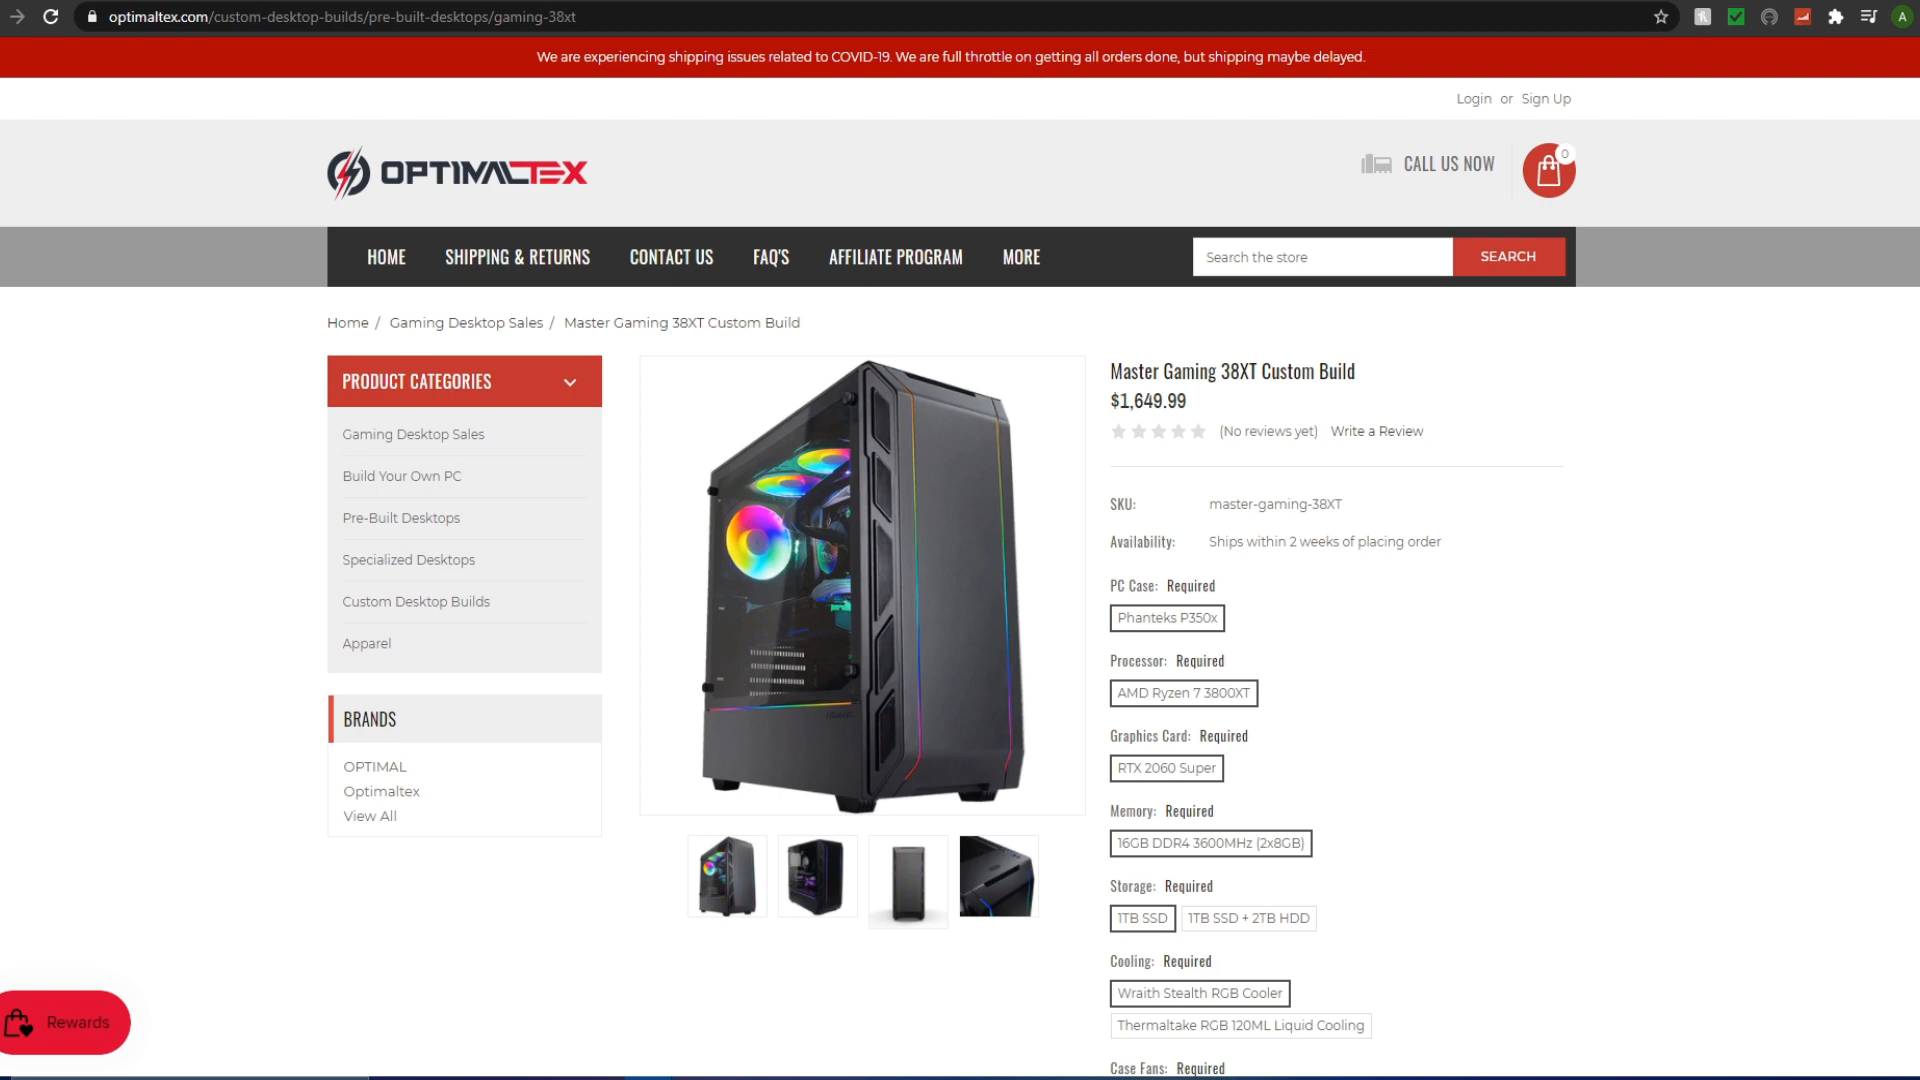 optimaltex.com/custom-desktop-builds/pre-built-desktops/gaming-38xt
A
We are experiencing shipping issues related to COVID-19. We are full throttle on getting all orders done, but shipping maybe delayed.
Login or Sign Up
OPTIMALTEX
CALL US NOW
0
HOME SHIPPING & RETURNS CONTACT US FAQ'S AFFILIATE PROGRAM MORE
Search the store
SEARCH
Home / Gaming Desktop Sales / Master Gaming 38XT Custom Build
PRODUCT CATEGORIES
Gaming Desktop Sales
Build Your Own PC
Pre-Built Desktops
Specialized Desktops
Custom Desktop Builds
Apparel
BRANDS
OPTIMAL
Optimaltex
View All
Master Gaming 38XT Custom Build
$1,649.99
(No reviews yet) Write a Review
SKU: master-gaming-38XT
Availability: Ships within 2 weeks of placing order
PC Case: Required
Phanteks P350x
Processor: Required
AMD Ryzen 7 3800XT
Graphics Card: Required
RTX 2060 Super
Memory: Required
16GB DDR4 3600MHz (2x8GB)
Storage: Required
1TB SSD 1TB SSD + 2TB HDD
Cooling: Required
Wraith Stealth RGB Cooler
Thermaltake RGB 120ML Liquid Cooling
Case Fans: Required
Rewards